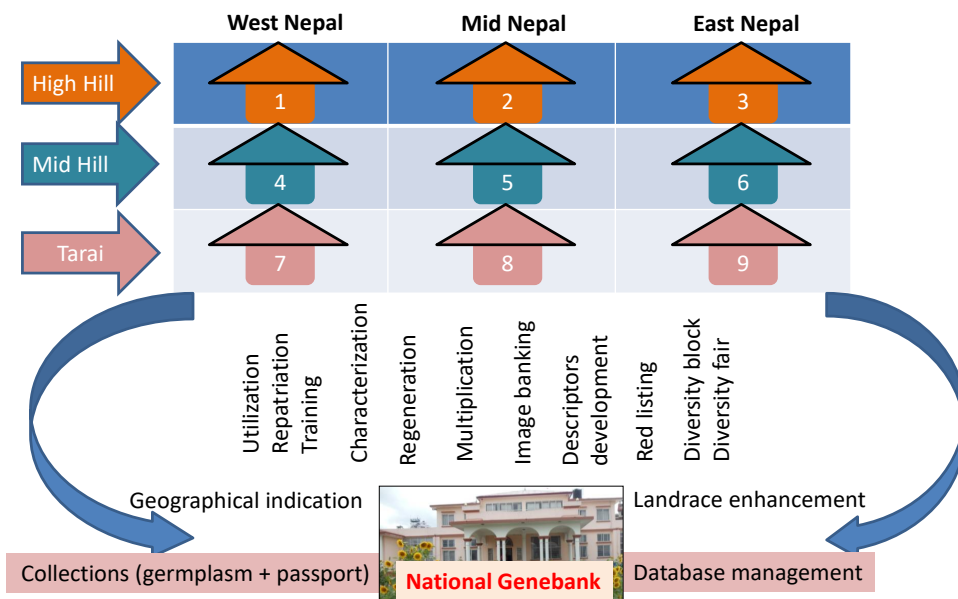 West Nepal
Mid Nepal
East Nepal
High Hill
1
2
3
Mid Hill
4
5
6
Tarai
7
8
9
Utilization
Repatriation
Training
Characterization
Regeneration
Multiplication
Image banking
Descriptors
development
Red listing
Diversity block
Diversity fair
Geographical indication
Landrace enhancement
Collections (germplasm + passport)
National Genebank
Database management